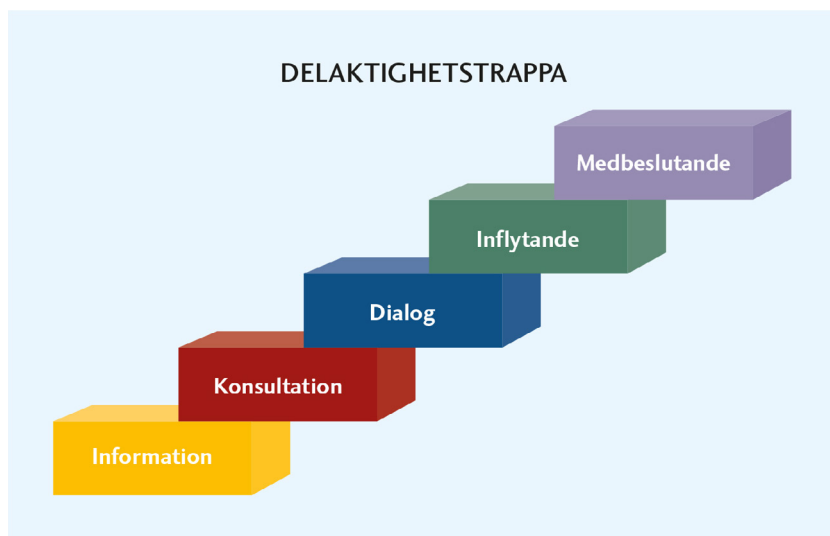 DELAKTIGHETSTRAPPA
Medbeslutande
Inflytande
Dialog
Konsultation
Information